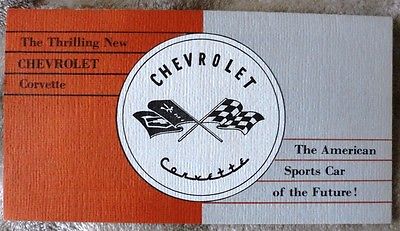 The Thrilling New
CHEVROLET
Corvette
CHEVROLET
Corvette
The American
Sports Car
of the Future!